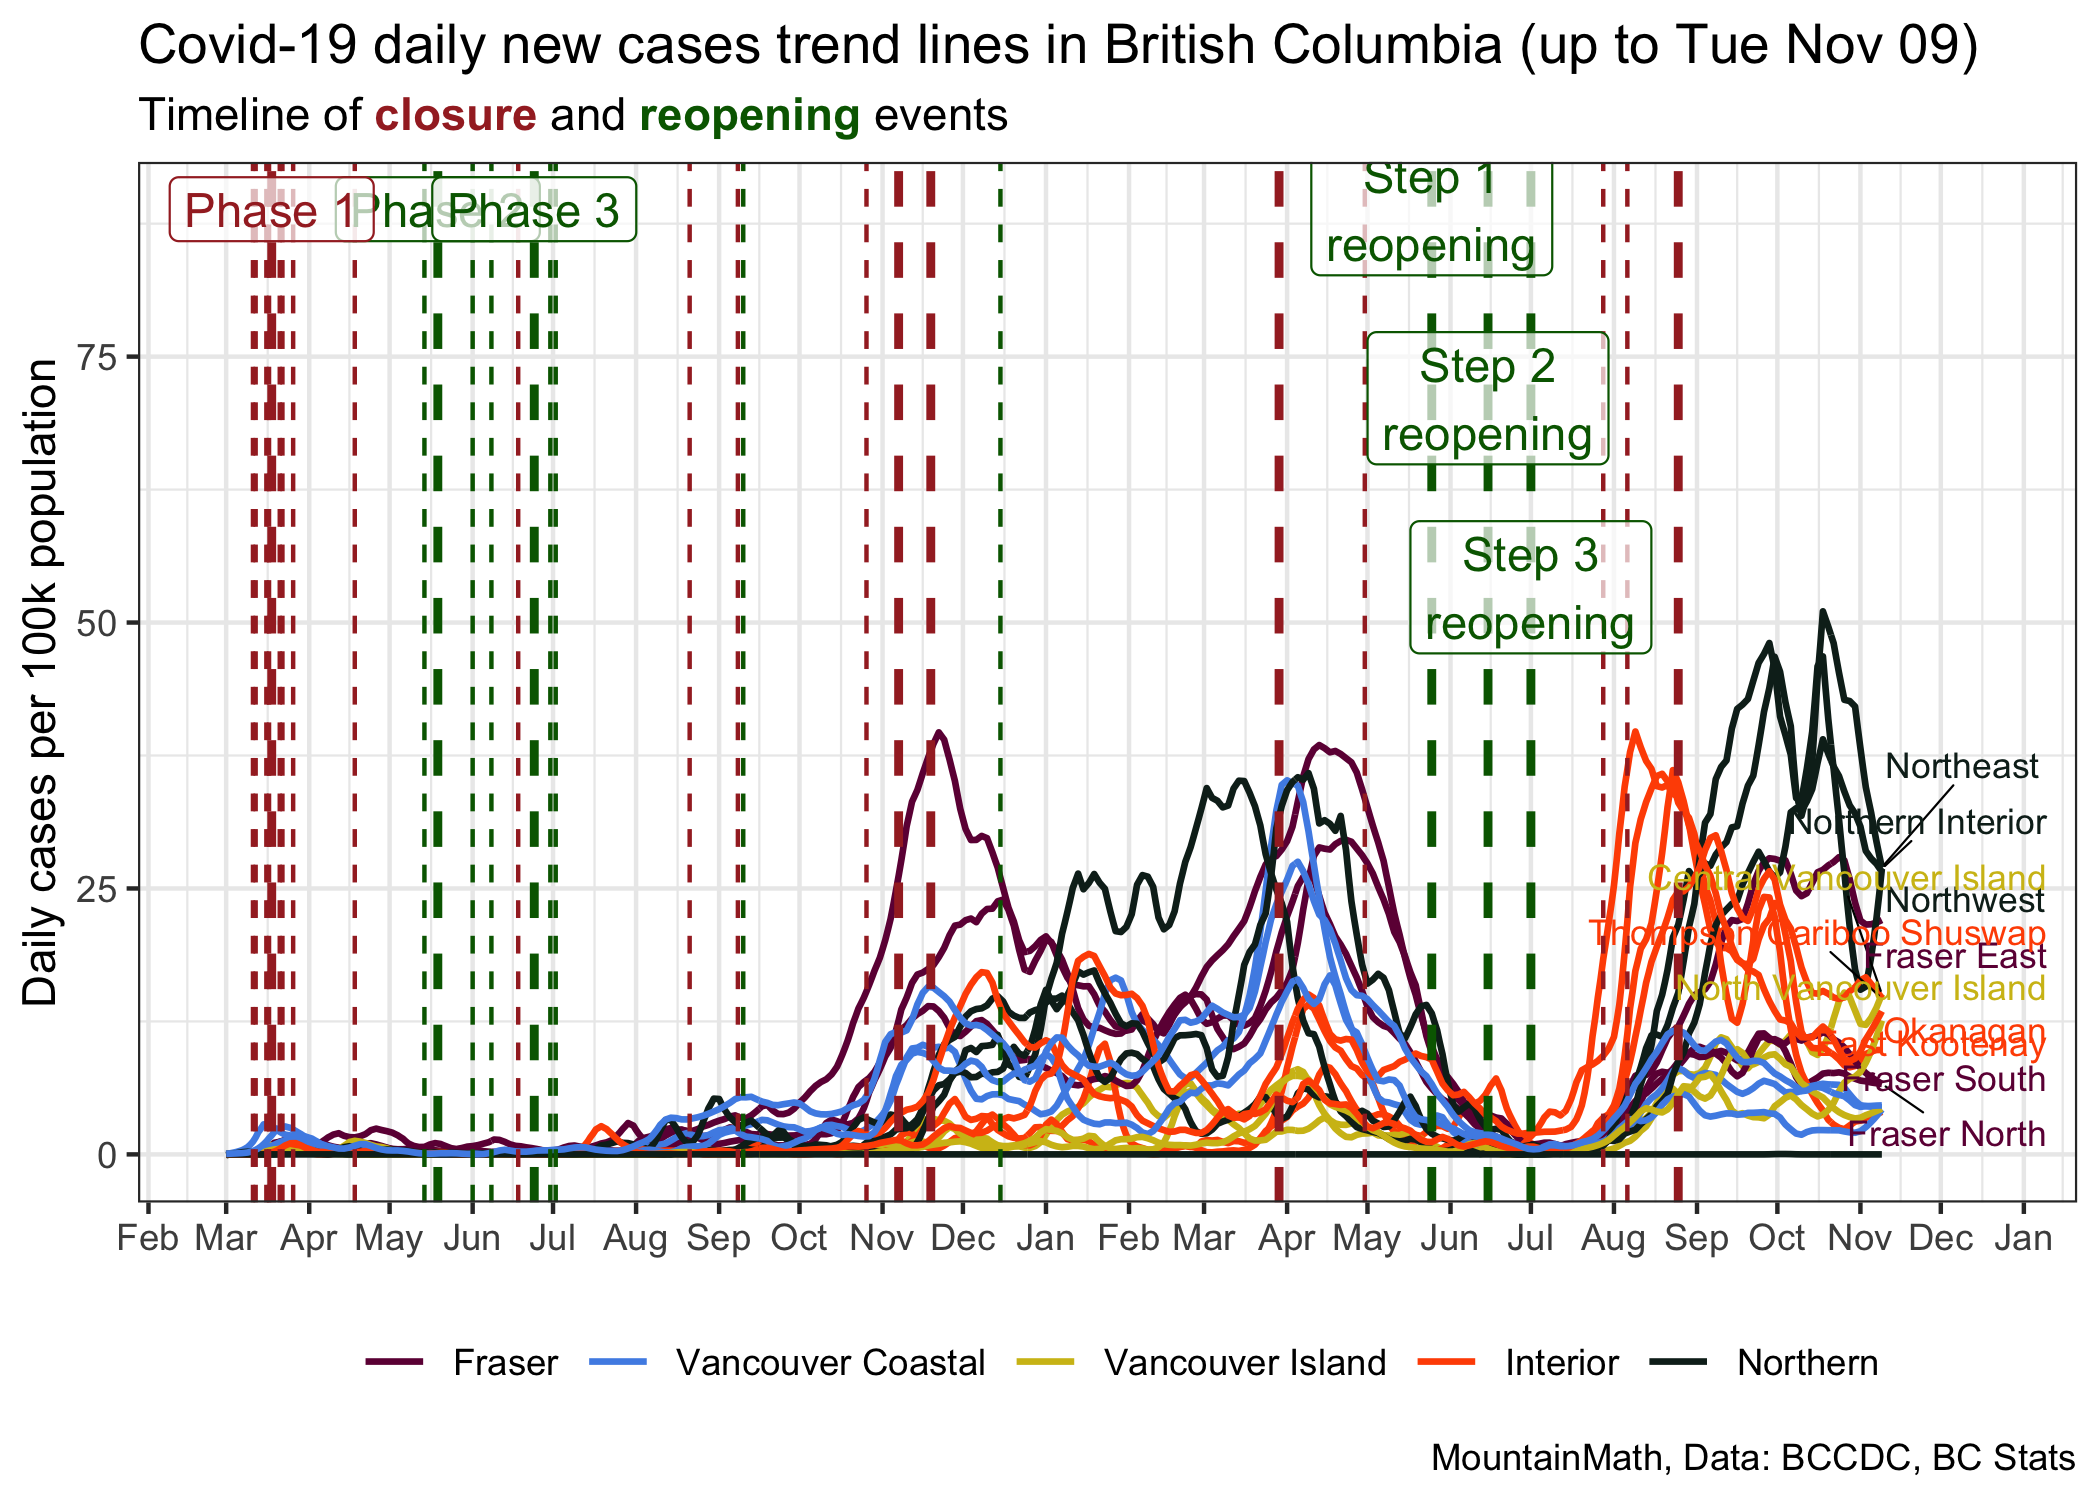 Covid-19 daily new cases trend lines in British Columbia (up to Tue Nov 09)
Timeline of closure and reopening events
Phase 1
Phase 2
Phase 3
Step 1
reopening
Step 2
reopening
Step 3
reopening
Daily cases per 100k population
75
50
25
0
Northeast
Northern Interior
Central Vancouver Island
Northwest
Thompson Cariboo Shuswap
Fraser East
North Vancouver Island
Okanagan
East Kootenay
Fraser South
Fraser North
Feb Mar Apr May Jun Jul Aug Sep Oct Nov Dec Jan Feb Mar Apr May Jun Jul Aug Sep Oct Nov Dec Jan
Fraser Vancouver Coastal Vancouver Island Interior Northern
MountainMath, Data: BCCDC, BC Stats